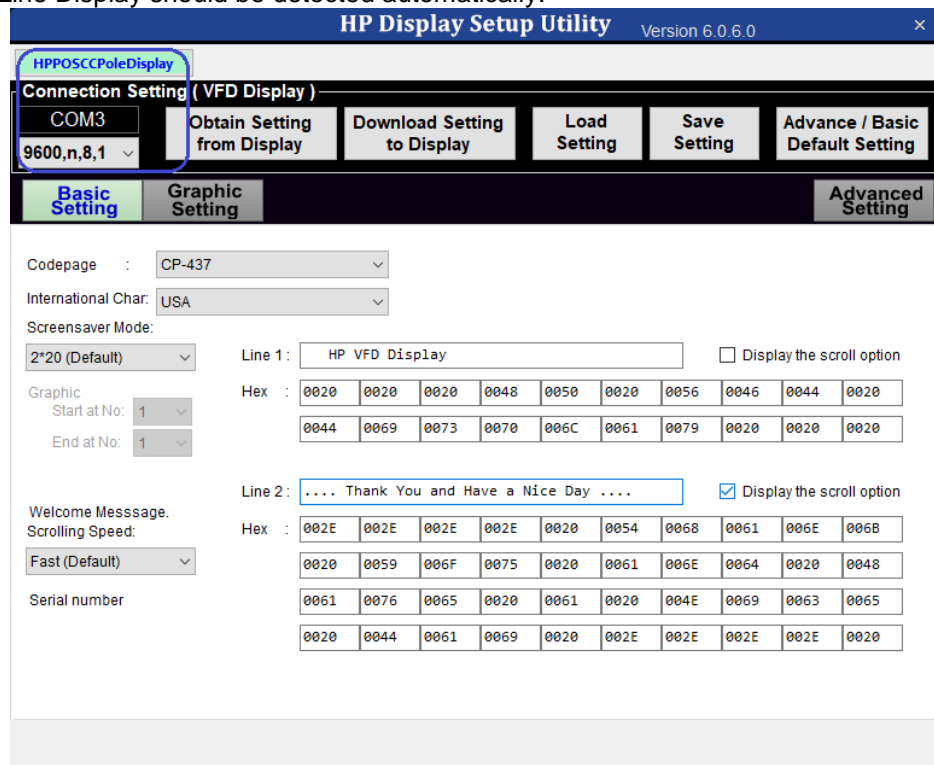 Line Display should be detected automatically.
HP Display Setup Utility Version 6.0.6.0 ×
HPPOSCCPoleDisplay
Connection Setting ( VFD Display )
COM3
9600,n,8,1
Obtain Setting
from Display
Download Setting
to Display
Load
Setting
Save
Setting
Advance / Basic
Default Setting
Basic
Setting
Graphic
Setting
Advanced
Setting
Codepage : CP-437
International Char: USA
Screensaver Mode:
2*20 (Default) Line 1 : HP VFD Display Display the scroll option
Graphic
Start at No: 1
End at No: 1
Hex : 0020 0020 0020 0048 0050 0020 0056 0046 0044 0020
0044 0069 0073 0070 006C 0061 0079 0020 0020 0020
Line 2 : .... Thank You and Have a Nice Day .... Display the scroll option
Welcome Messsage.
Scrolling Speed:
Fast (Default)
Hex : 002E 002E 002E 002E 0020 0054 0068 0061 006E 006B
0020 0059 006F 0075 0020 0061 006E 0064 0020 0048
Serial number 0061 0076 0065 0020 0061 0020 004E 0069 0063 0065
0020 0044 0061 0069 0020 002E 002E 002E 002E 0020